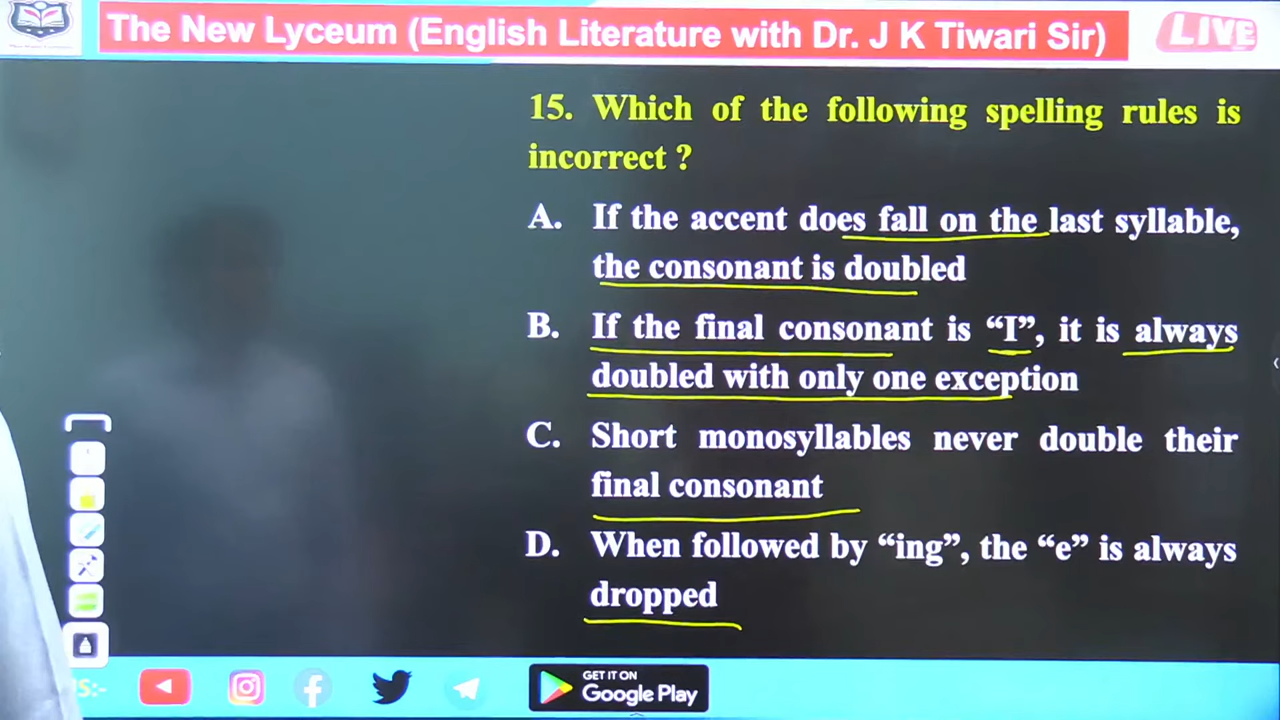 The New Lyceum (English Literature with Dr. J K Tiwari Sir)
LIVE
15. Which of the following spelling rules is
incorrect ?
A. If the accent does fall on the last syllable,
the consonant is doubled
B. If the final consonant is “I”, it is always
doubled with only one exception
C. Short monosyllables never double their
final consonant
D. When followed by “ing”, the “e” is always
dropped
S:-
GET IT ON
Google Play